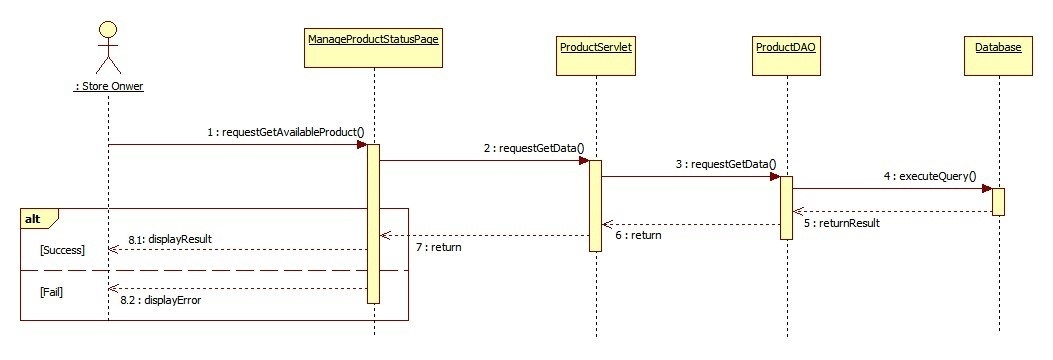 ManageProductStatusPage
ProductServlet
ProductDAO
Database
: Store Onwer
1 : requestGetAvailableProduct()
2 : requestGetData()
3 : requestGetData()
4 : executeQuery()
alt
5 : returnResult
6 : return
7 : return
8.1 : displayResult
[Success]
[Fail]
8.2 : displayError